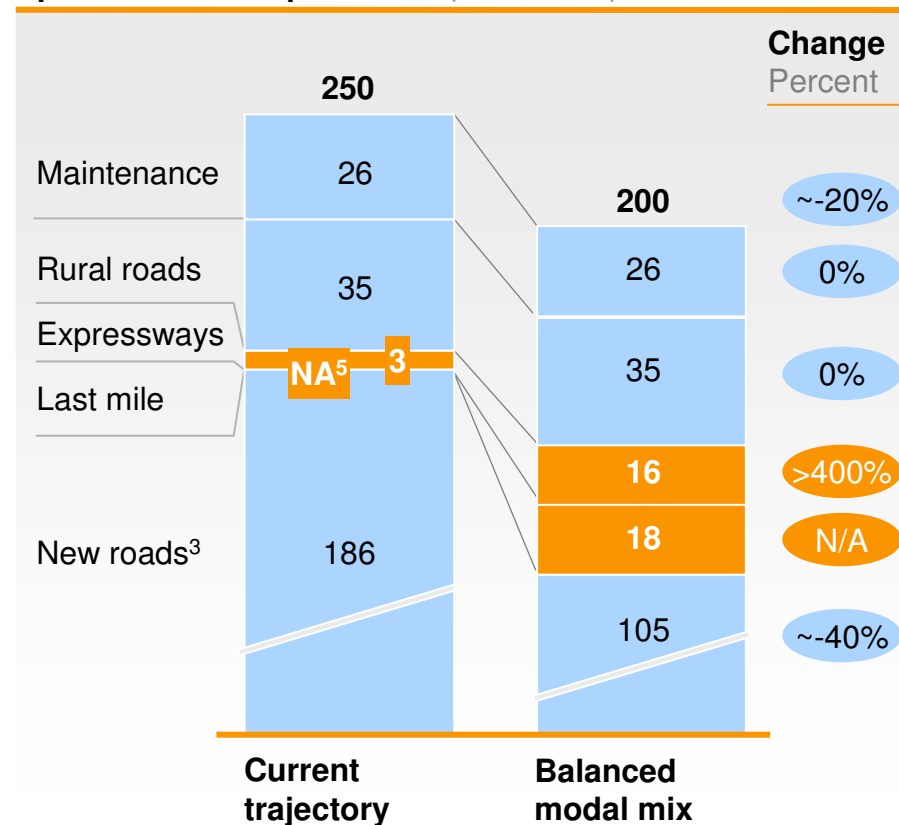 Change
Percent
250
Maintenance
26
200
~-20%
Rural roads
35
26
0%
Expressways
NA⁵
3
35
0%
Last mile
16
>400%
18
N/A
New roads³
186
105
~-40%
Current
trajectory
Balanced
modal mix